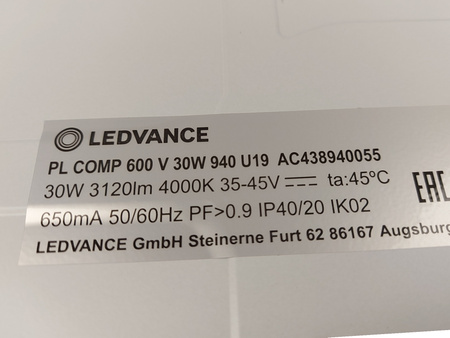 LEDVANCE
PL COMP 600 V 30W 940 U19 AC438940055
30W 3120lm 4000K 35-45V ⎓ ta:45ºC
650mA 50/60Hz PF>0.9 IP40/20 IK02
LEDVANCE GmbH Steinerne Furt 62 86167 Augsburg
EAC